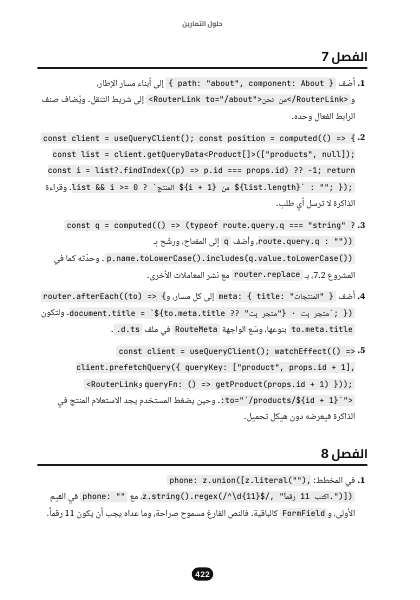 حلول التمارين
الفصل 7
1. أضف { path: "about", component: About } إلى أبناء مسار الإطار،
و <RouterLink to="/about">من نحن</RouterLink> إلى شريط التنقل. ويُضاف صنف
الرابط الفعال وحده.
2. const client = useQueryClient(); const position = computed(() => {
const list = client.getQueryData<Product[]>(["products", null]);
const i = list?.findIndex((p) => p.id === props.id) ?? -1; return
list && i >= 0 ? `المنتج ${i + 1} من ${list.length}` : ""; }); وقراءة
الذاكرة لا ترسل أي طلب.
3. const q = computed(() => (typeof route.query.q === "string" ?
route.query.q : "")) وأضف q إلى المفتاح، ورشّح بـ
p.name.toLowerCase().includes(q.value.toLowerCase()) . وحدّثه كما في
المشروع 7.2، بـ router.replace مع نشر المعاملات الأخرى.
4. أضف meta: { title: "المنتجات" } إلى كل مسار، و router.afterEach((to) => {
document.title = `${to.meta.title ?? "متجر بت"} · متجر بت`; }) . ولتكون
to.meta.title بنوعها، وسّع الواجهة RouteMeta في ملف .d.ts .
5. const client = useQueryClient(); watchEffect(() =>
client.prefetchQuery({ queryKey: ["product", props.id + 1],
queryFn: () => getProduct(props.id + 1) })); و <RouterLink
:to="`/products/${id + 1}`"> . وحين يضغط المستخدم يجد الاستعلام المنتج في
الذاكرة فيعرضه دون هيكل تحميل.
الفصل 8
1. في المخطط: phone: z.union([z.literal(""),
z.string().regex(/^\d{11}$/, "اكتب 11 رقماً.")]) ، مع phone: "" في القيم
الأولى، و FormField كالباقية. فالنص الفارغ مسموح صراحة، وما عداه يجب أن يكون 11 رقماً.
422